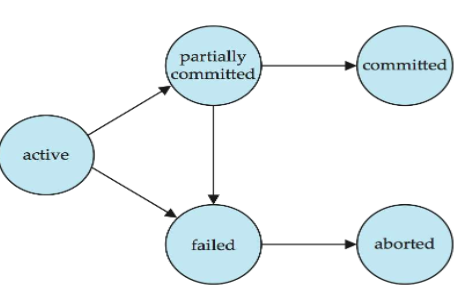 partially
committed
committed
active
failed
aborted